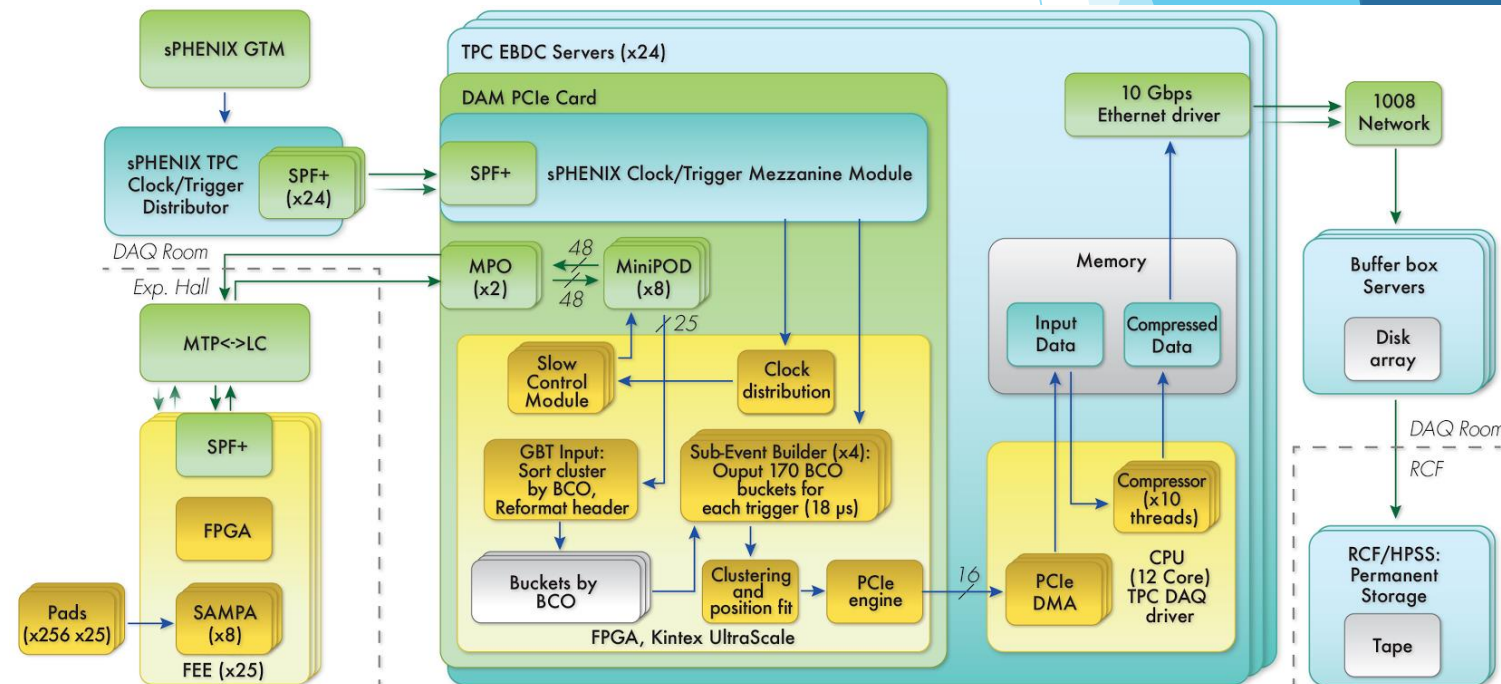 sPHENIX GTM
sPHENIX TPC
Clock/Trigger
Distributor
SPF+
(x24)
DAQ Room
Exp. Hall
MTP<->LC
SPF+
FPGA
Pads
(x256 x25)
SAMPA
(x8)
FEE (x25)
TPC EBDC Servers (x24)
DAM PCIe Card
SPF+
sPHENIX Clock/Trigger Mezzanine Module
MPO
(x2)
48
48
MiniPOD
(x8)
25
Slow
Control
Module
Clock
distribution
GBT Input:
Sort cluster
by BCO,
Reformat header
Sub-Event Builder (x4):
Ouput 170 BCO
buckets for
each trigger (18 µs)
Buckets by
BCO
Clustering
and
position fit
PCIe
engine
FPGA, Kintex UltraScale
16
10 Gbps
Ethernet driver
Memory
Input
Data
Compressed
Data
Compressor
(x10
threads)
PCIe
DMA
CPU
(12 Core)
TPC DAQ
driver
1008
Network
Buffer box
Servers
Disk
array
DAQ Room
RCF
RCF/HPSS:
Permanent
Storage
Tape